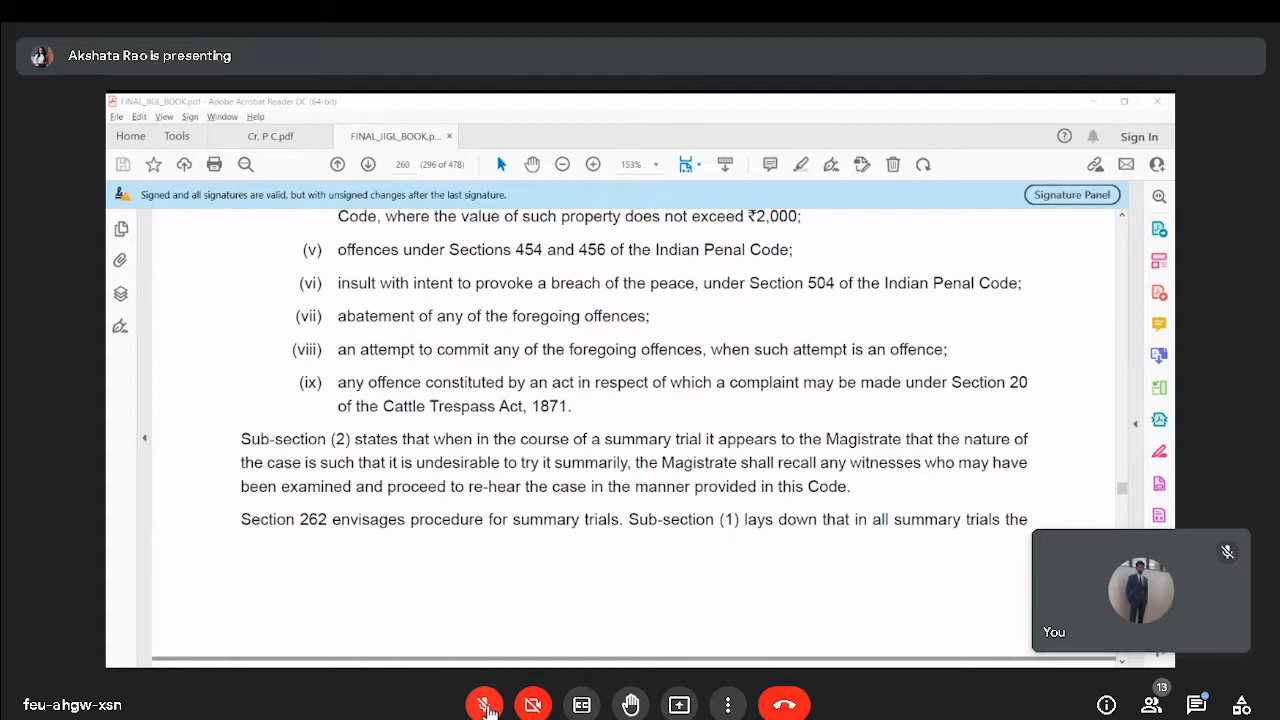 Akshata Rao is presenting
FINAL_IIGL_BOOK.pdf - Adobe Acrobat Reader DC (64-bit)
File Edit View Sign Window Help
Home Tools Cr. P C.pdf FINAL_IIGL_BOOK.p... × Sign In
260 (296 of 478) 153%
Signed and all signatures are valid, but with unsigned changes after the last signature. Signature Panel
Code, where the value of such property does not exceed ₹2,000;
(v) offences under Sections 454 and 456 of the Indian Penal Code;
(vi) insult with intent to provoke a breach of the peace, under Section 504 of the Indian Penal Code;
(vii) abatement of any of the foregoing offences;
(viii) an attempt to commit any of the foregoing offences, when such attempt is an offence;
(ix) any offence constituted by an act in respect of which a complaint may be made under Section 20
of the Cattle Trespass Act, 1871.
Sub-section (2) states that when in the course of a summary trial it appears to the Magistrate that the nature of
the case is such that it is undesirable to try it summarily, the Magistrate shall recall any witnesses who may have
been examined and proceed to re-hear the case in the manner provided in this Code.
Section 262 envisages procedure for summary trials. Sub-section (1) lays down that in all summary trials the
You
feu-ahgw-xsn
13